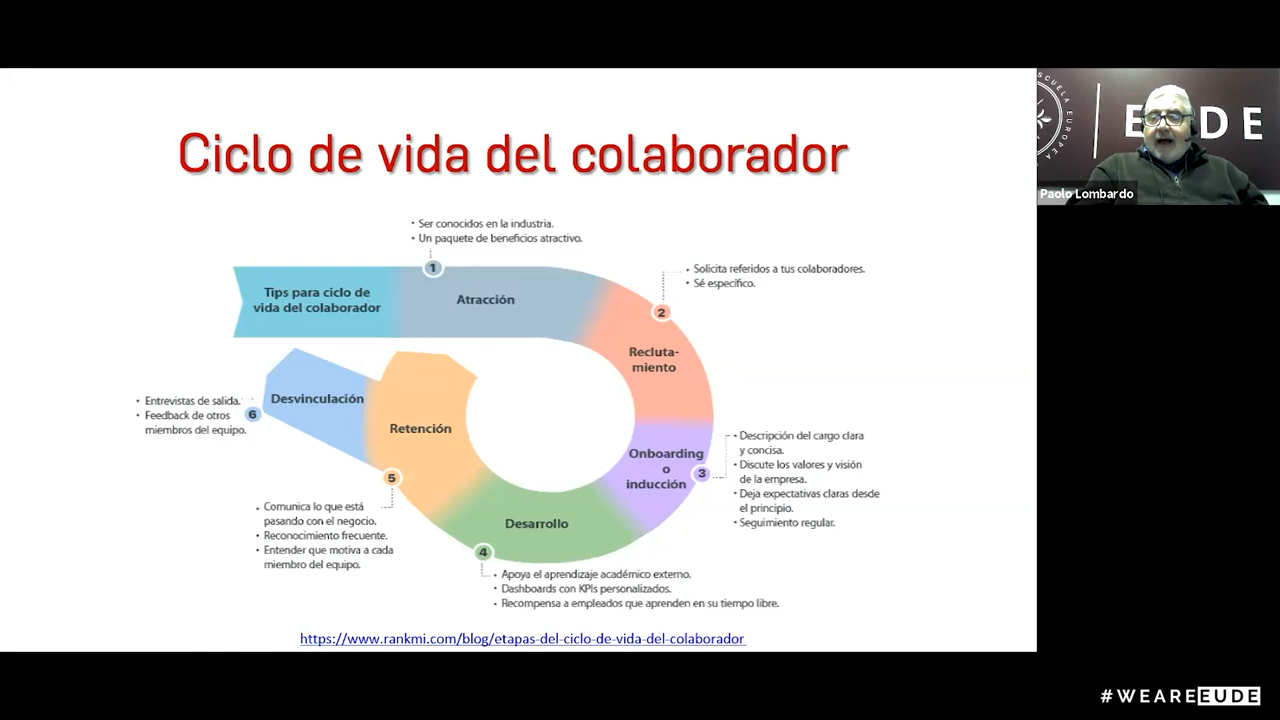 Ciclo de vida del colaborador
• Ser conocidos en la industria.
• Un paquete de beneficios atractivo.
1
Tips para ciclo de
vida del colaborador
Atracción
• Solicita referidos a tus colaboradores.
• Sé específico.
2
Recluta-
miento
Onboarding
o
inducción
3
• Descripción del cargo clara
y concisa.
• Discute los valores y visión
de la empresa.
• Deja expectativas claras desde
el principio.
• Seguimiento regular.
Desarrollo
4
• Apoya el aprendizaje académico externo.
• Dashboards con KPIs personalizados.
• Recompensa a empleados que aprenden en su tiempo libre.
Retención
5
• Comunica lo que está
pasando con el negocio.
• Reconocimiento frecuente.
• Entender que motiva a cada
miembro del equipo.
Desvinculación
6
• Entrevistas de salida.
• Feedback de otros
miembros del equipo.
https://www.rankmi.com/blog/etapas-del-ciclo-de-vida-del-colaborador
ESCUELA EUROPEA
E DE
Paolo Lombardo
#WEAREEUDE